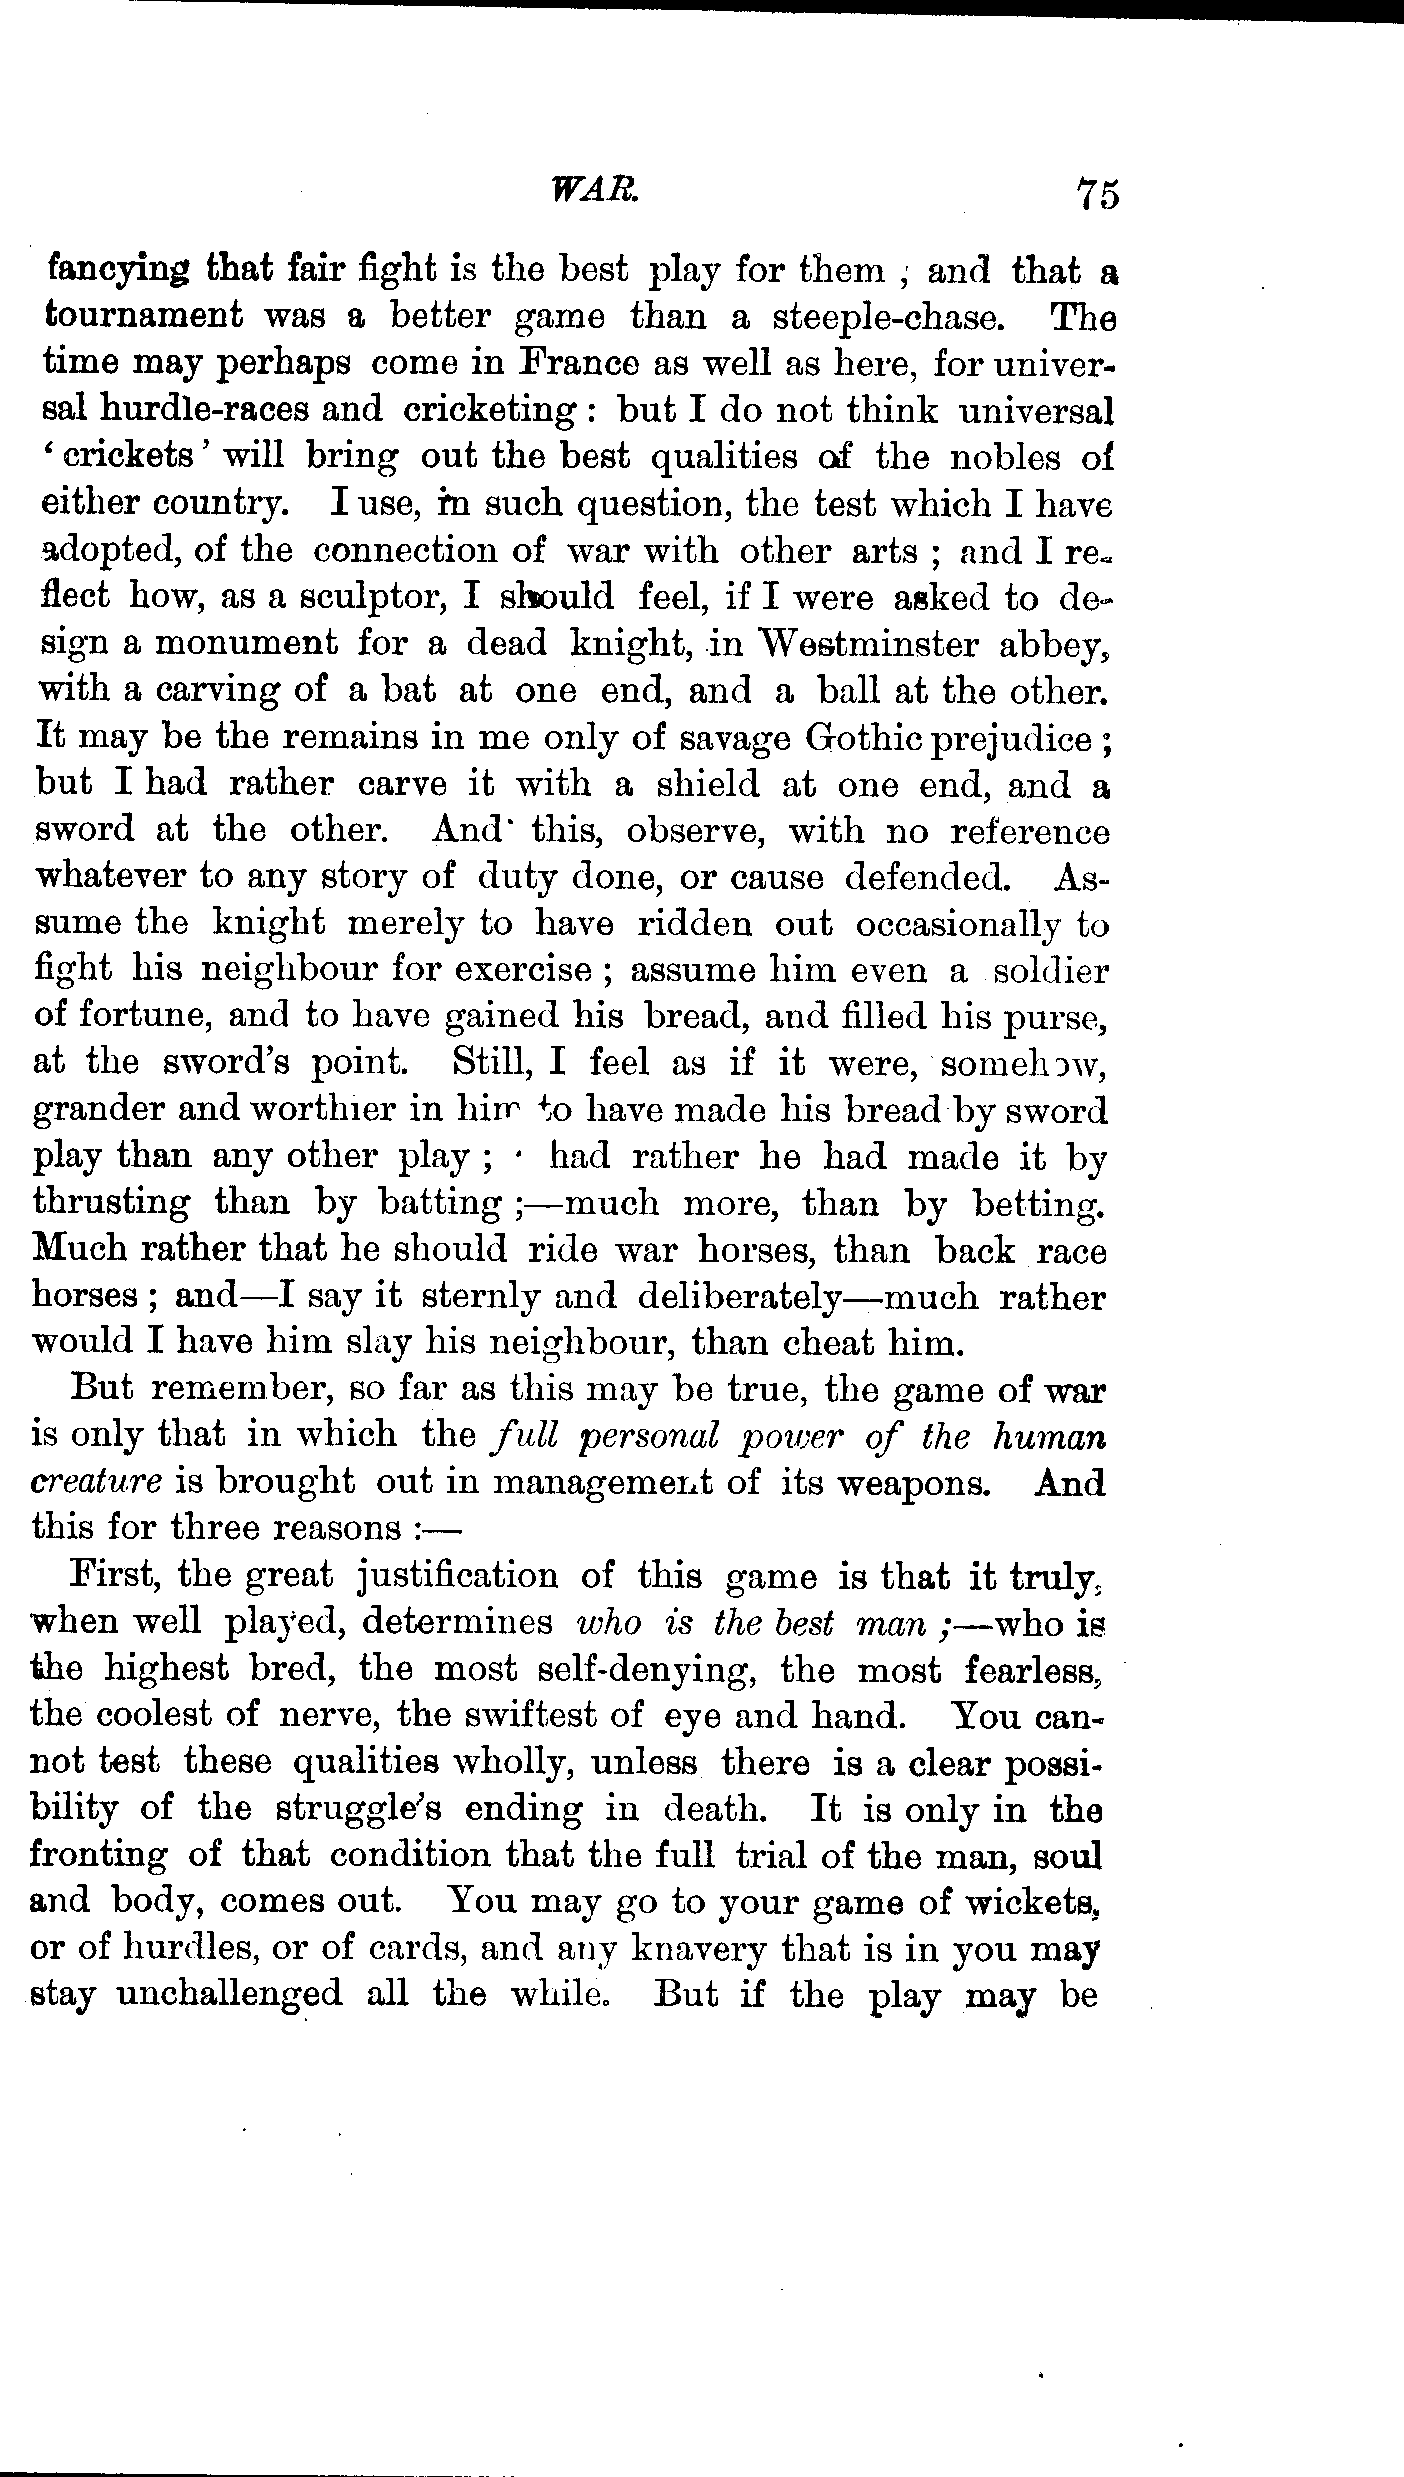 WAR. 75
fancying that fair fight is the best play for them ; and that a
tournament was a better game than a steeple-chase. The
time may perhaps come in France as well as here, for univer-
sal hurdle-races and cricketing : but I do not think universal
‘ crickets ’ will bring out the best qualities of the nobles of
either country. I use, in such question, the test which I have
adopted, of the connection of war with other arts ; and I re-
flect how, as a sculptor, I should feel, if I were asked to de-
sign a monument for a dead knight, in Westminster abbey,
with a carving of a bat at one end, and a ball at the other.
It may be the remains in me only of savage Gothic prejudice ;
but I had rather carve it with a shield at one end, and a
sword at the other. And this, observe, with no reference
whatever to any story of duty done, or cause defended. As-
sume the knight merely to have ridden out occasionally to
fight his neighbour for exercise ; assume him even a soldier
of fortune, and to have gained his bread, and filled his purse,
at the sword's point. Still, I feel as if it were, somehow,
grander and worthier in him to have made his bread by sword
play than any other play ; had rather he had made it by
thrusting than by batting ;—much more, than by betting.
Much rather that he should ride war horses, than back race
horses ; and—I say it sternly and deliberately—much rather
would I have him slay his neighbour, than cheat him.
But remember, so far as this may be true, the game of war
is only that in which the full personal power of the human
creature is brought out in management of its weapons. And
this for three reasons :—
First, the great justification of this game is that it truly,
when well played, determines who is the best man ;—who is
the highest bred, the most self-denying, the most fearless,
the coolest of nerve, the swiftest of eye and hand. You can-
not test these qualities wholly, unless there is a clear possi-
bility of the struggle's ending in death. It is only in the
fronting of that condition that the full trial of the man, soul
and body, comes out. You may go to your game of wickets,
or of hurdles, or of cards, and any knavery that is in you may
stay unchallenged all the while. But if the play may be